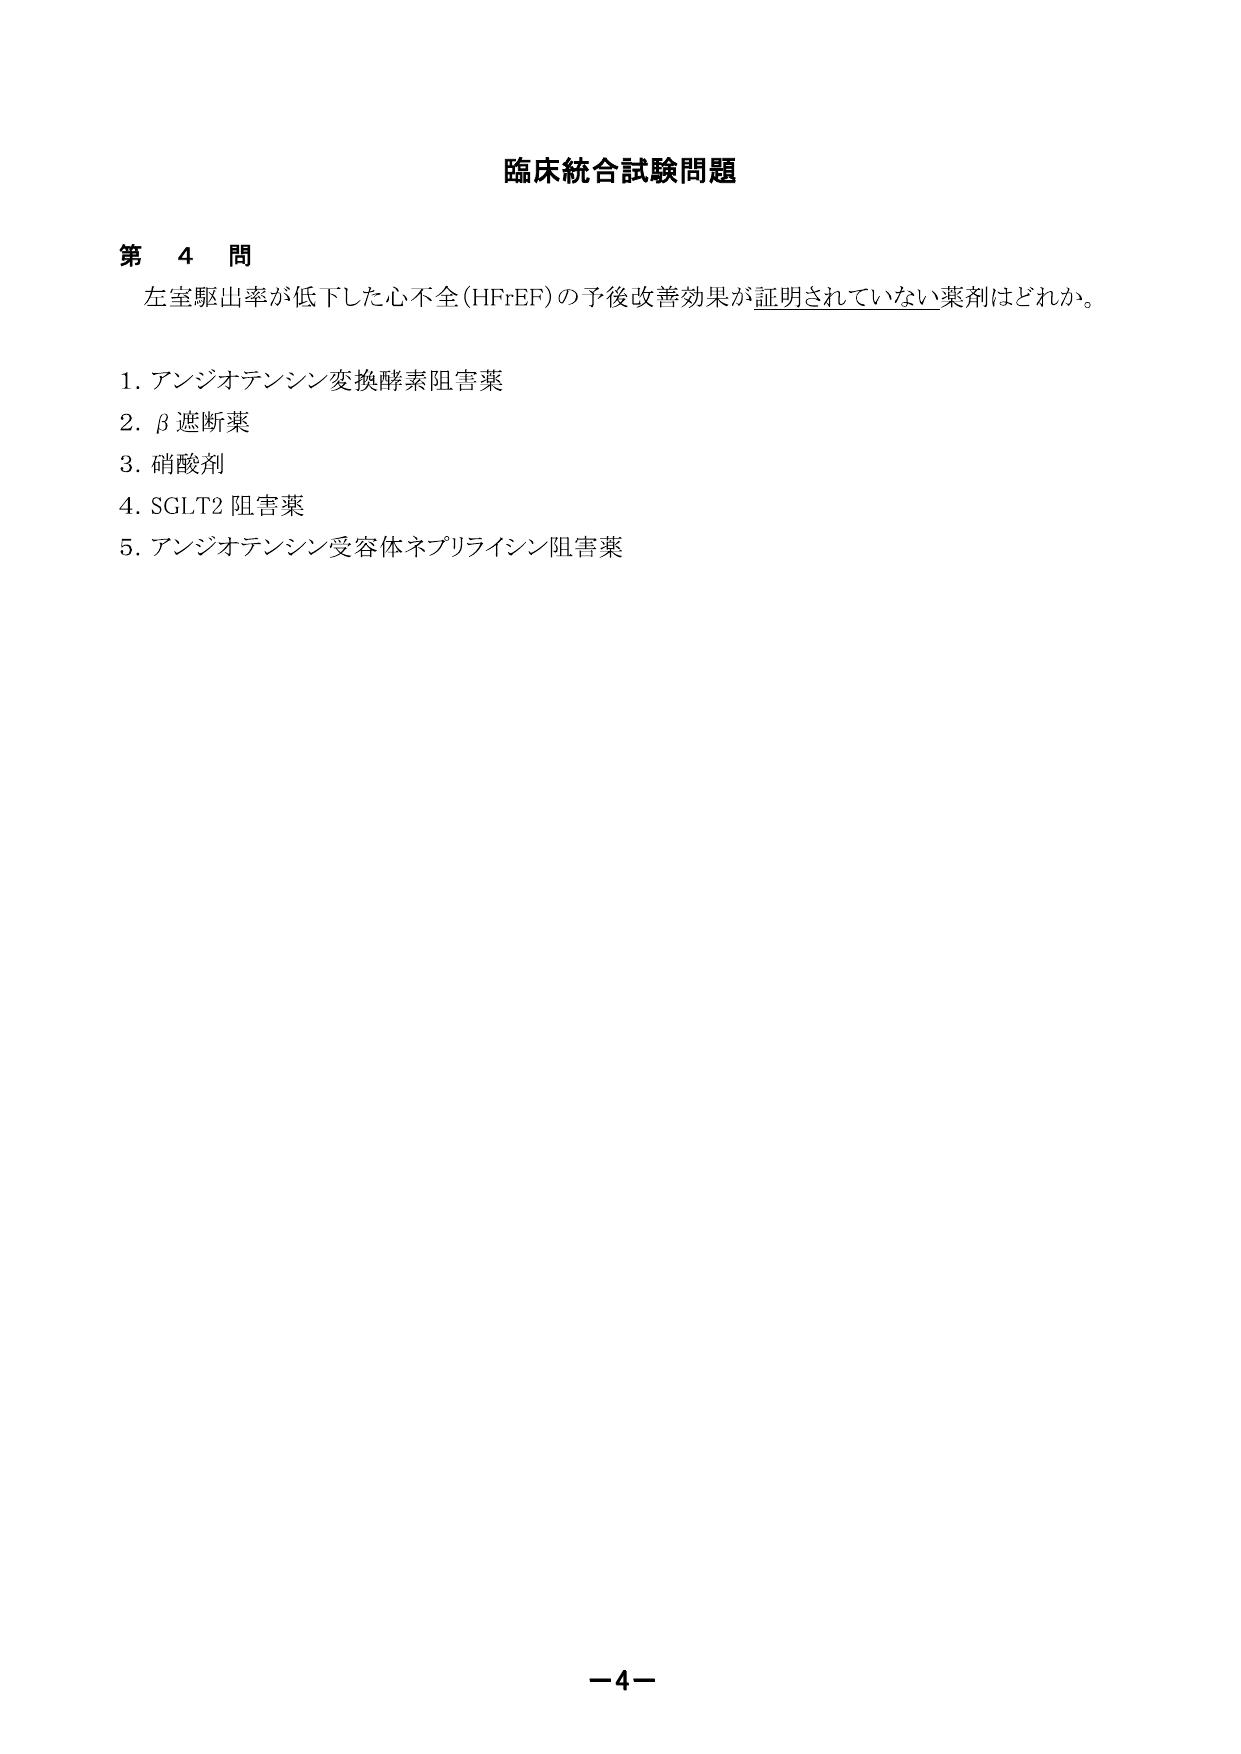 臨床統合試験問題
第 4 問
左室駆出率が低下した心不全(HFrEF)の予後改善効果が証明されていない薬剤はどれか。
1. アンジオテンシン変換酵素阻害薬
2. β遮断薬
3. 硝酸剤
4. SGLT2 阻害薬
5. アンジオテンシン受容体ネプリライシン阻害薬
－4－